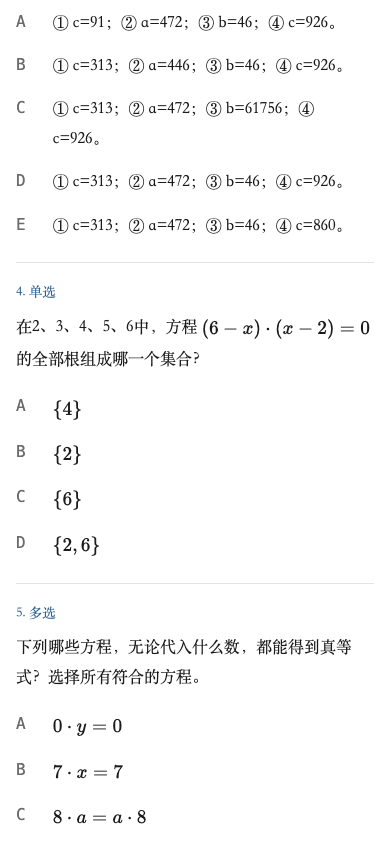 A ① c=91；② a=472；③ b=46；④ c=926。
B ① c=313；② a=446；③ b=46；④ c=926。
C ① c=313；② a=472；③ b=61756；④
c=926。
D ① c=313；② a=472；③ b=46；④ c=926。
E ① c=313；② a=472；③ b=46；④ c=860。
4. 单选
在2、3、4、5、6中，方程 (6 − x) · (x − 2) = 0
的全部根组成哪一个集合？
A {4}
B {2}
C {6}
D {2, 6}
5. 多选
下列哪些方程，无论代入什么数，都能得到真等
式？选择所有符合的方程。
A 0 · y = 0
B 7 · x = 7
C 8 · a = a · 8